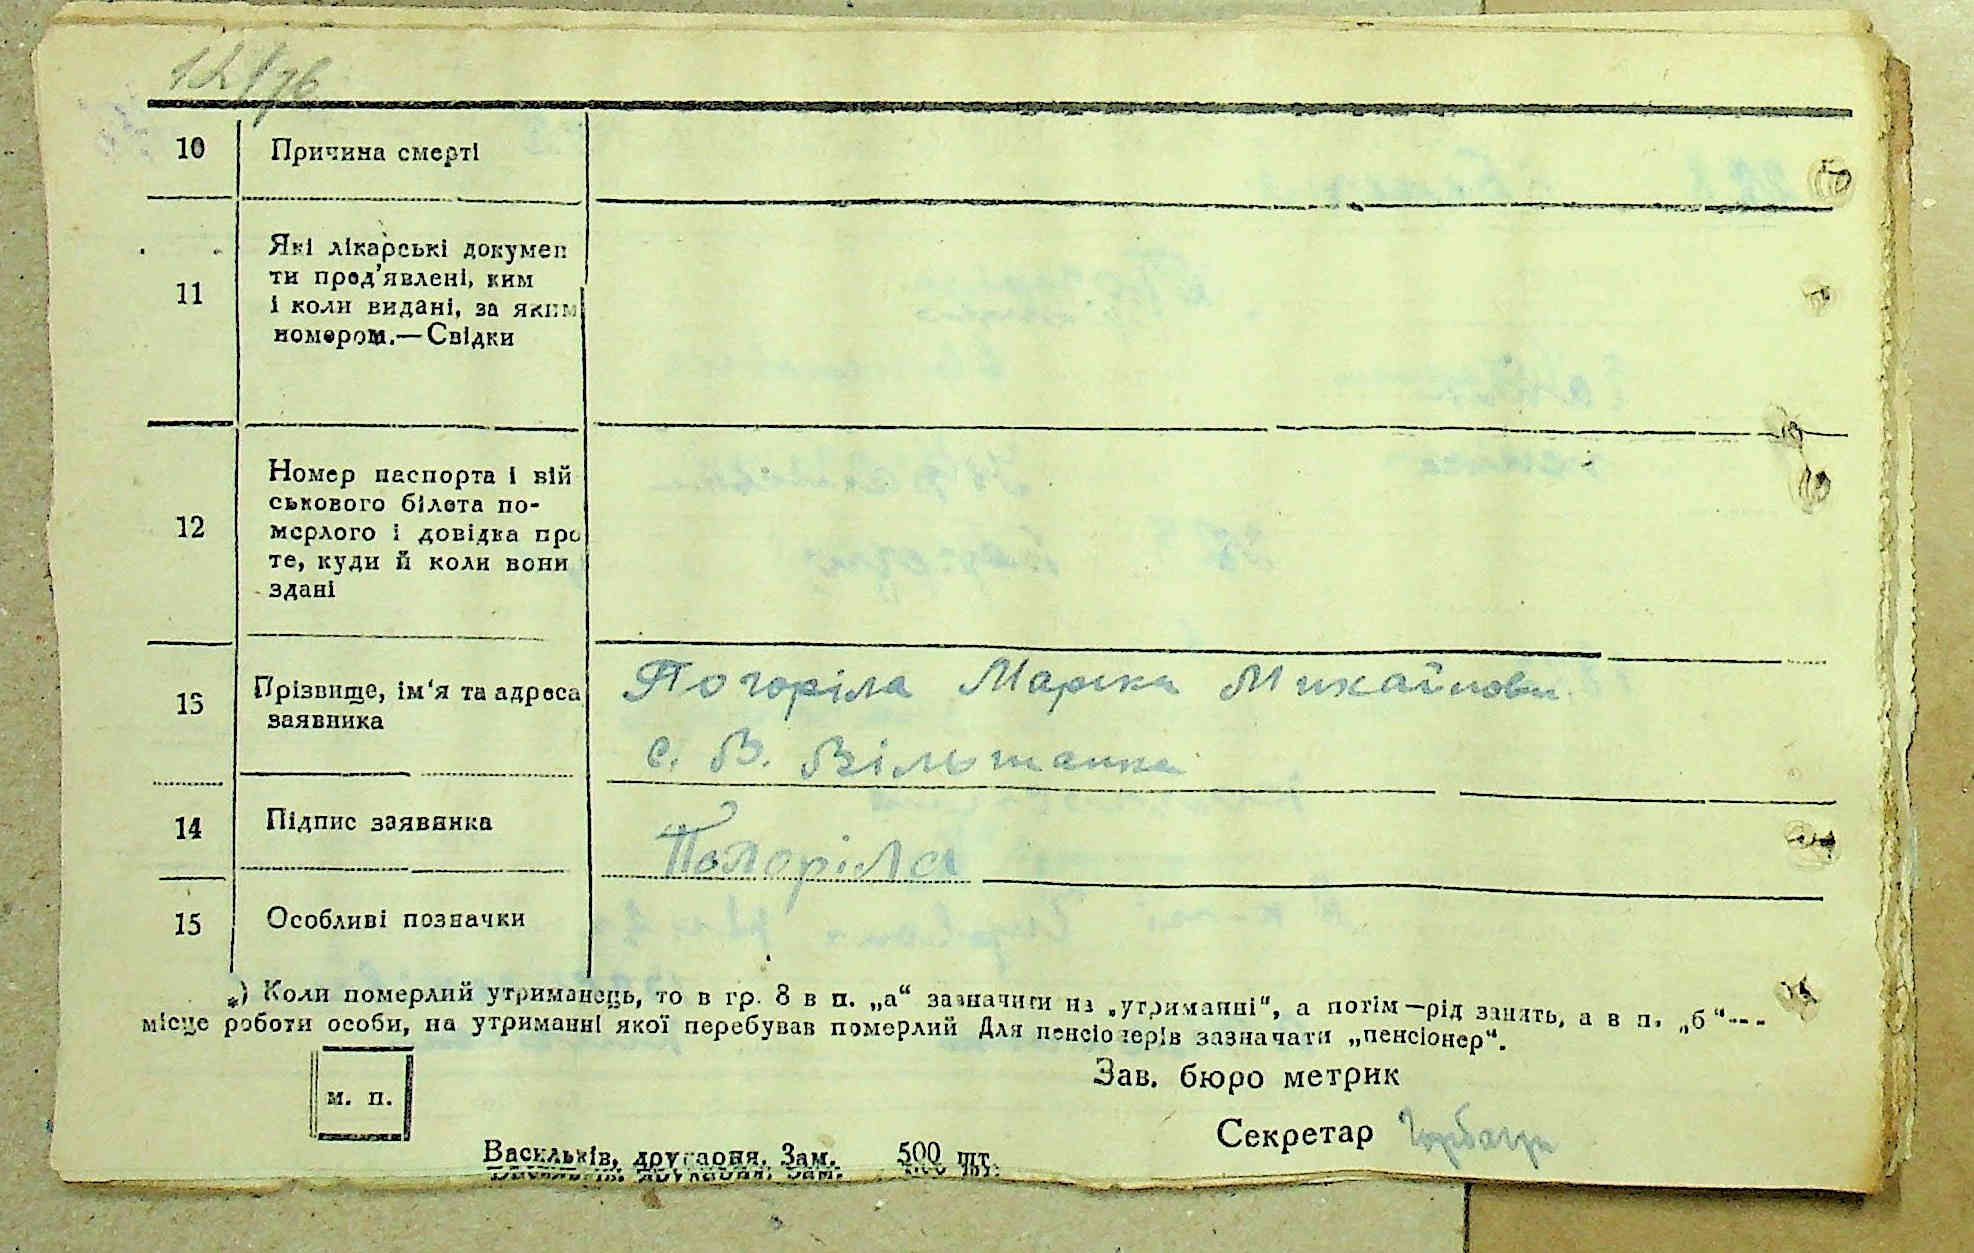 12/76
10 Причина смерті
11 Які лікарські докумен
ти пред'явлені, ким
і коли видані, за яким
номером.—Свідки
12 Номер паспорта і вій
ськового білета по-
мерлого і довідка про
те, куди й коли вони
здані
13 Прізвище, ім'я та адреса
заявника
Погоріла Марика Михайловн
с. В. Вільшанка
14 Підпис заявника Погоріла
15 Особливі позначки
*) Коли померлий утриманець, то в гр. 8 в п. „а“ зазначити на „утриманні“, а потім—рід занять, а в п. „б“---
місце роботи особи, на утриманні якої перебував померлий Для пенсіонерів зазначати „пенсіонер“.
м. п.
Зав. бюро метрик
Секретар
Васильків, друкарня. Зам. 500 шт.